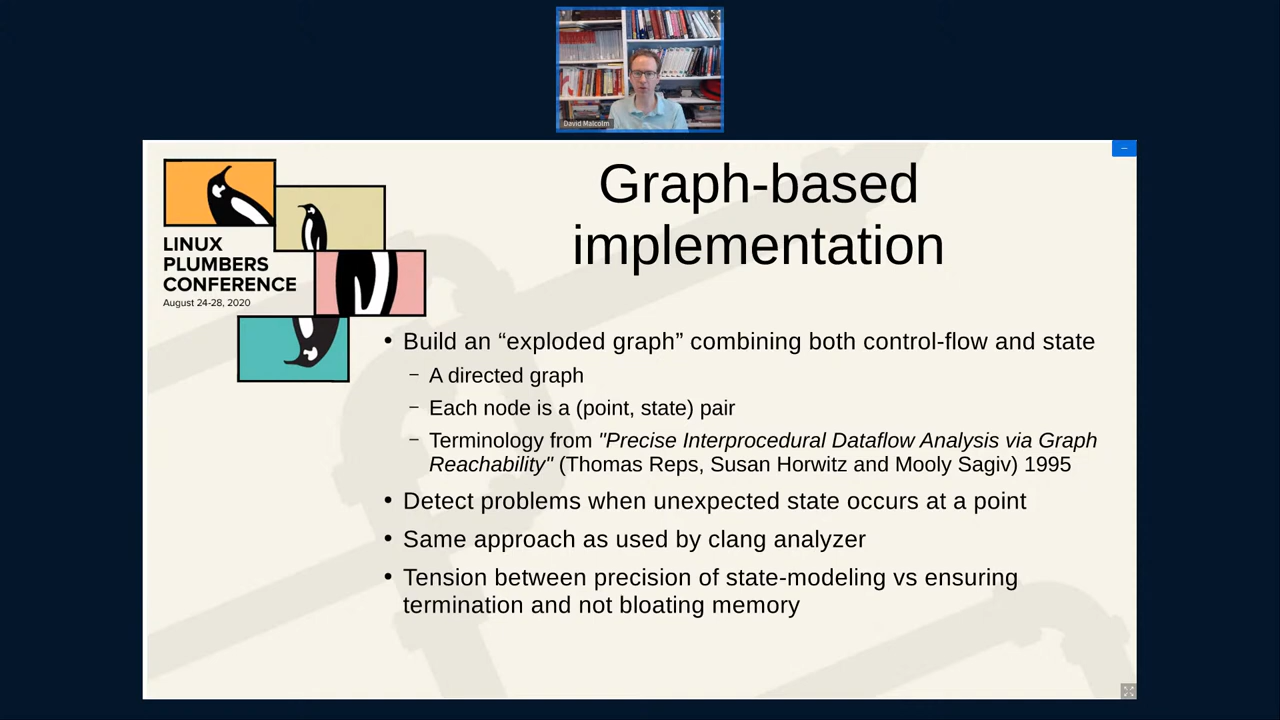 David Malcolm
LINUX
PLUMBERS
CONFERENCE
August 24-28, 2020
Graph-based
implementation
• Build an “exploded graph” combining both control-flow and state
– A directed graph
– Each node is a (point, state) pair
– Terminology from "Precise Interprocedural Dataflow Analysis via Graph
Reachability" (Thomas Reps, Susan Horwitz and Mooly Sagiv) 1995
• Detect problems when unexpected state occurs at a point
• Same approach as used by clang analyzer
• Tension between precision of state-modeling vs ensuring
termination and not bloating memory